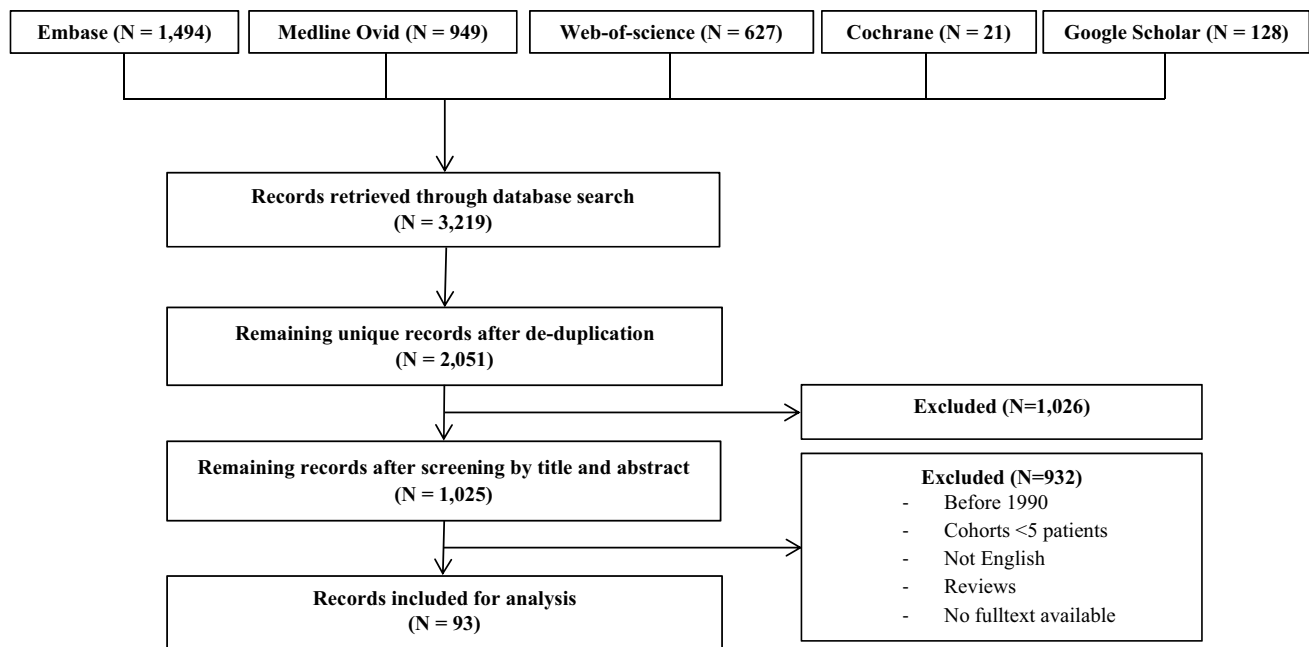 Embase (N = 1,494)
Medline Ovid (N = 949)
Web-of-science (N = 627)
Cochrane (N = 21)
Google Scholar (N = 128)
Records retrieved through database search
(N = 3,219)
Remaining unique records after de-duplication
(N = 2,051)
Excluded (N=1,026)
Remaining records after screening by title and abstract
(N = 1,025)
Excluded (N=932)
- Before 1990
- Cohorts <5 patients
- Not English
- Reviews
- No fulltext available
Records included for analysis
(N = 93)